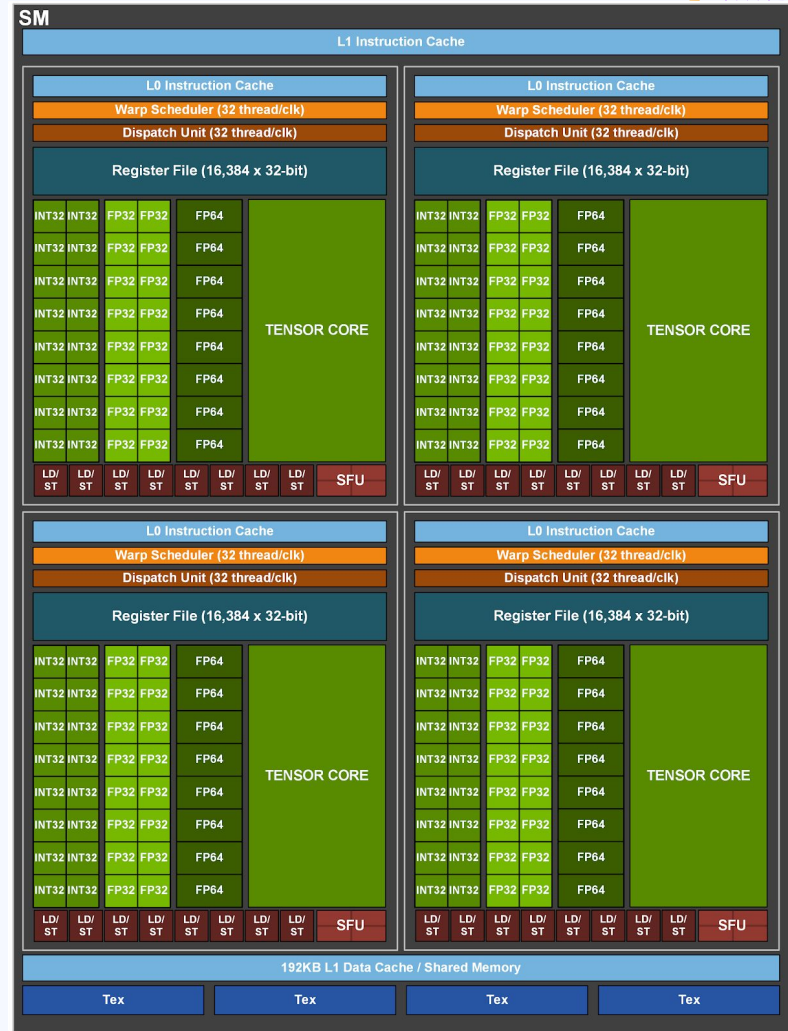 SM
L1 Instruction Cache
L0 Instruction Cache
Warp Scheduler (32 thread/clk)
Dispatch Unit (32 thread/clk)
Register File (16,384 x 32-bit)
INT32 INT32 FP32 FP32 FP64
INT32 INT32 FP32 FP32 FP64
INT32 INT32 FP32 FP32 FP64
INT32 INT32 FP32 FP32 FP64
TENSOR CORE
INT32 INT32 FP32 FP32 FP64
INT32 INT32 FP32 FP32 FP64
INT32 INT32 FP32 FP32 FP64
INT32 INT32 FP32 FP32 FP64
LD/ LD/ LD/ LD/ LD/ LD/ LD/ LD/
ST ST ST ST ST ST ST ST
SFU
L0 Instruction Cache
Warp Scheduler (32 thread/clk)
Dispatch Unit (32 thread/clk)
Register File (16,384 x 32-bit)
INT32 INT32 FP32 FP32 FP64
INT32 INT32 FP32 FP32 FP64
INT32 INT32 FP32 FP32 FP64
INT32 INT32 FP32 FP32 FP64
TENSOR CORE
INT32 INT32 FP32 FP32 FP64
INT32 INT32 FP32 FP32 FP64
INT32 INT32 FP32 FP32 FP64
INT32 INT32 FP32 FP32 FP64
LD/ LD/ LD/ LD/ LD/ LD/ LD/ LD/
ST ST ST ST ST ST ST ST
SFU
L0 Instruction Cache
Warp Scheduler (32 thread/clk)
Dispatch Unit (32 thread/clk)
Register File (16,384 x 32-bit)
INT32 INT32 FP32 FP32 FP64
INT32 INT32 FP32 FP32 FP64
INT32 INT32 FP32 FP32 FP64
INT32 INT32 FP32 FP32 FP64
TENSOR CORE
INT32 INT32 FP32 FP32 FP64
INT32 INT32 FP32 FP32 FP64
INT32 INT32 FP32 FP32 FP64
INT32 INT32 FP32 FP32 FP64
LD/ LD/ LD/ LD/ LD/ LD/ LD/ LD/
ST ST ST ST ST ST ST ST
SFU
L0 Instruction Cache
Warp Scheduler (32 thread/clk)
Dispatch Unit (32 thread/clk)
Register File (16,384 x 32-bit)
INT32 INT32 FP32 FP32 FP64
INT32 INT32 FP32 FP32 FP64
INT32 INT32 FP32 FP32 FP64
INT32 INT32 FP32 FP32 FP64
TENSOR CORE
INT32 INT32 FP32 FP32 FP64
INT32 INT32 FP32 FP32 FP64
INT32 INT32 FP32 FP32 FP64
INT32 INT32 FP32 FP32 FP64
LD/ LD/ LD/ LD/ LD/ LD/ LD/ LD/
ST ST ST ST ST ST ST ST
SFU
192KB L1 Data Cache / Shared Memory
Tex Tex Tex Tex